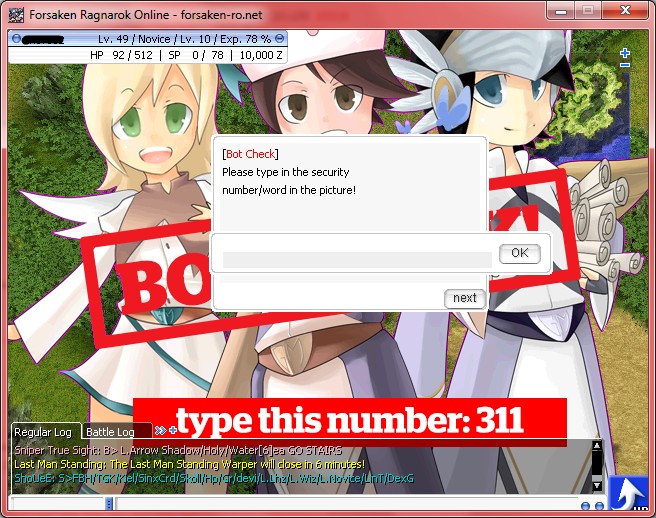 Forsaken Ragnarok Online - forsaken-ro.net
Lv. 49 / Novice / Lv. 10 / Exp. 78 %
HP 92 / 512 | SP 0 / 78 | 10,000 Z
[Bot Check]
Please type in the security
number/word in the picture!
OK
next
type this number: 311
Regular Log
Battle Log
Sniper True Sight: B> L.Arrow Shadow/Holy/Water[6]ea GO STAIRS
Last Man Standing: The Last Man Standing Warper will close in 6 minutes!
ShoUeE: S>FBH/TGK/Kiel/SinxCrd/Skoll/Hp/Gr/devi/L.Lhz/L.Wiz/L.Novite/LinT/DexG